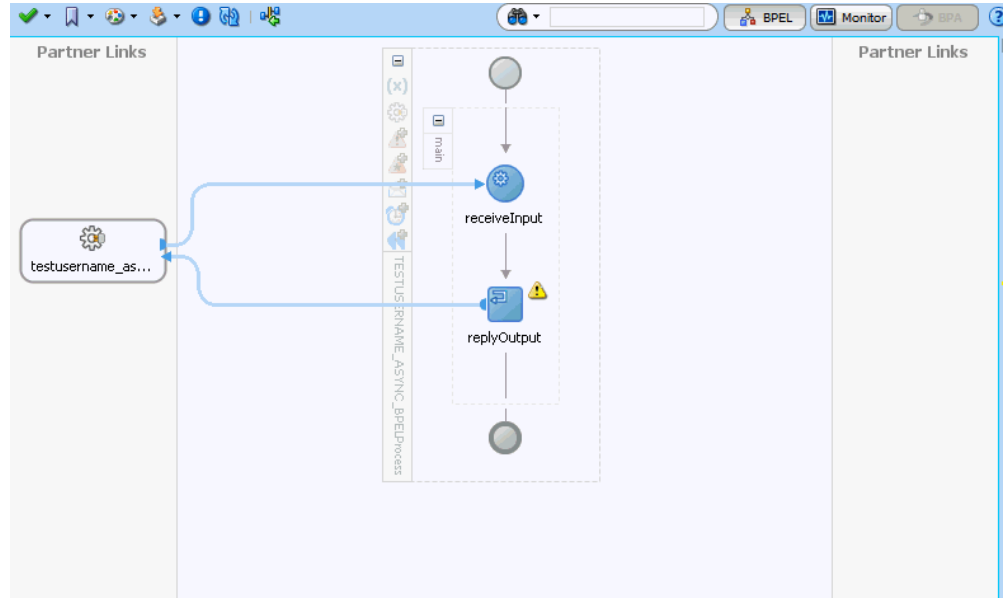 BPEL
Monitor
BPA
Partner Links
Partner Links
(x)
main
receiveInput
testusername_as...
replyOutput
TESTUSERNAME_ASYNC_BPELProcess